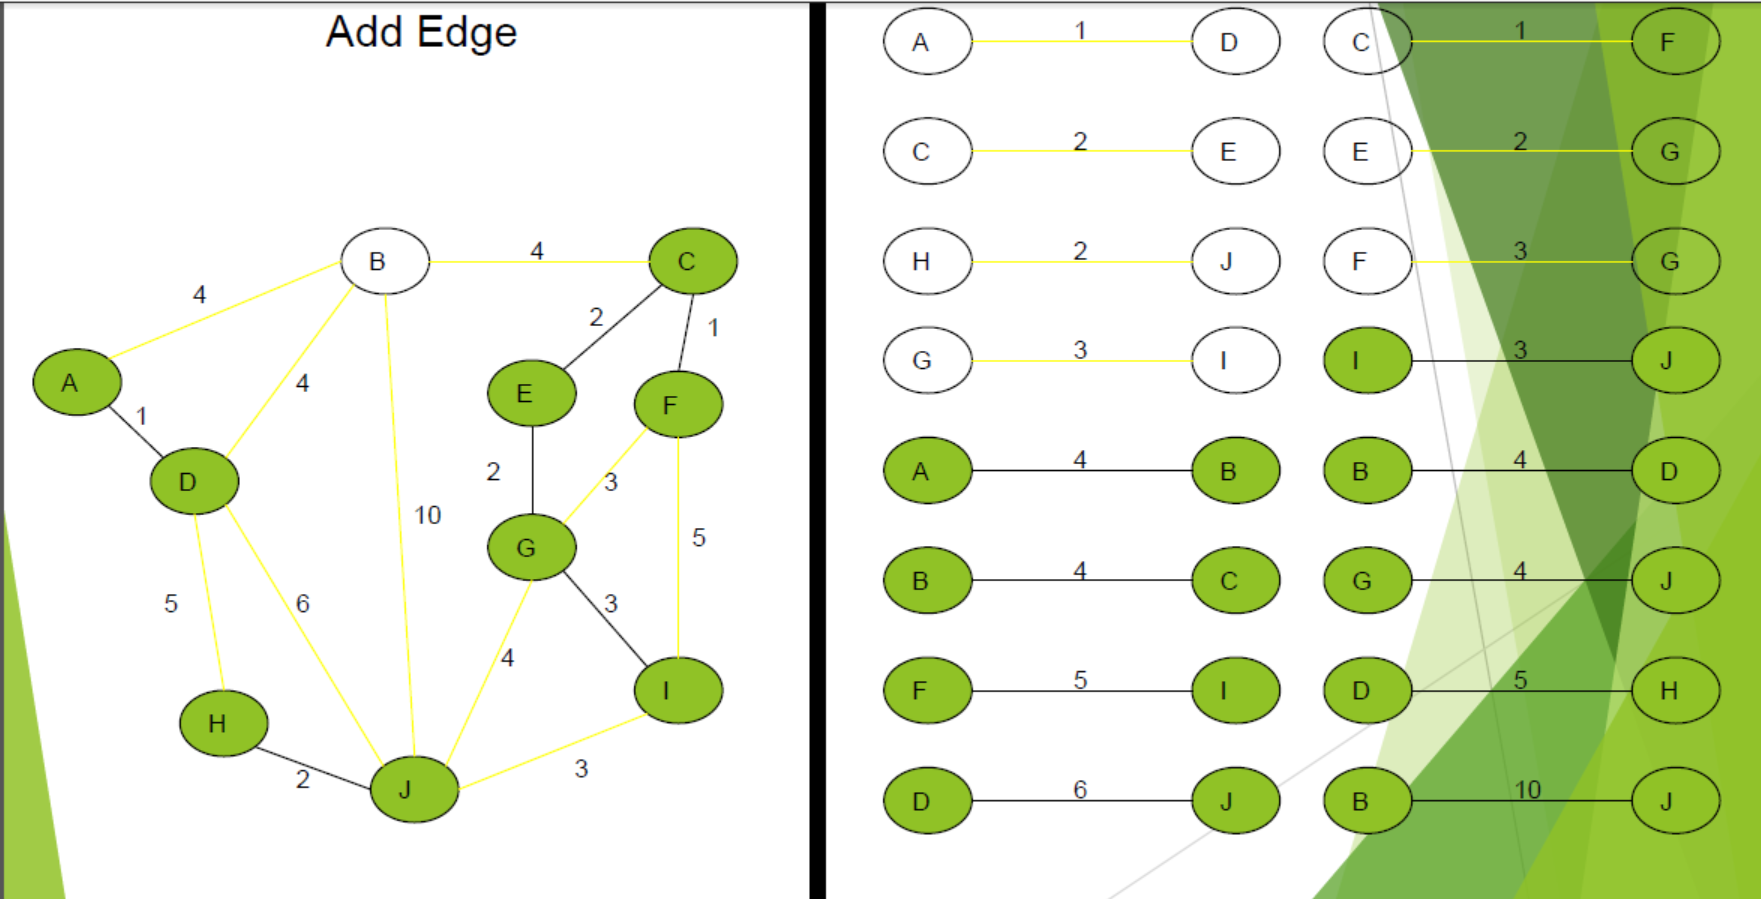 Add Edge
B 4 C
4
2
1
A
4
E
F
1
D
2
3
10
5
G
5
6
3
4
I
H
2
J
3
A 1 D
C 1 F
C 2 E
E 2 G
H 2 J
F 3 G
G 3 I
I 3 J
A 4 B
B 4 D
B 4 C
G 4 J
F 5 I
D 5 H
D 6 J
B 10 J